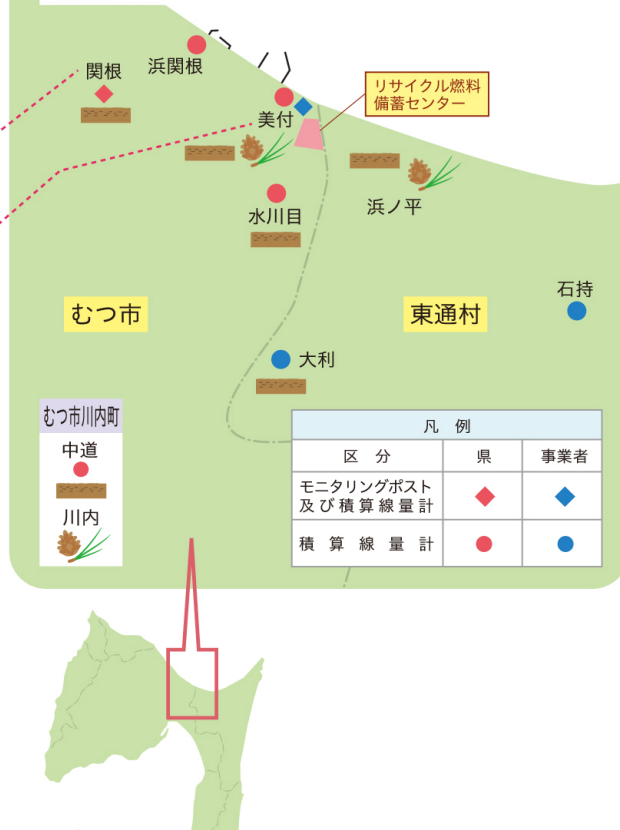 関根
浜関根
リサイクル燃料
備蓄センター
美付
浜ノ平
水川目
石持
むつ市
東通村
大利
むつ市川内町
中道
川内
凡 例
区 分 県 事業者
モニタリングポスト
及び積算線量計
積 算 線 量 計